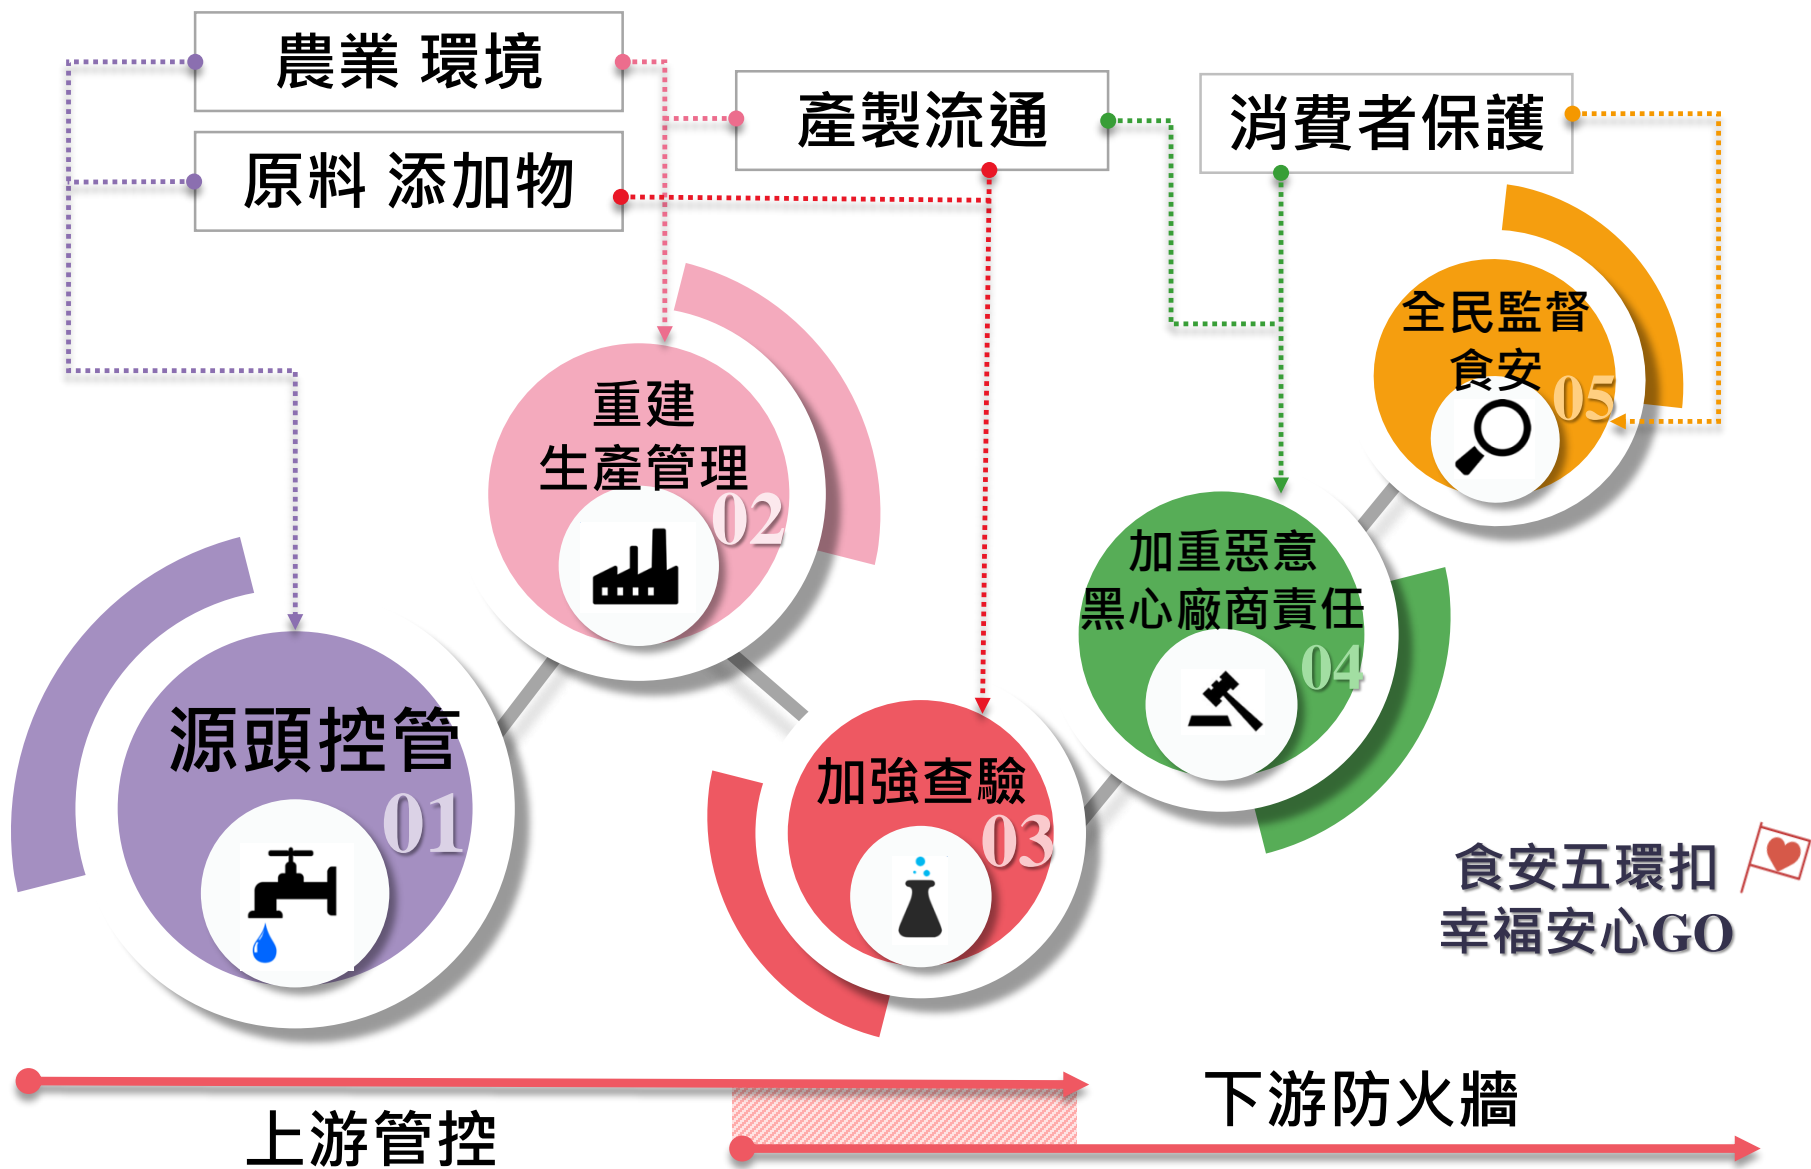 農業 環境
原料 添加物
產製流通
消費者保護
全民監督
食安
05
重建
生產管理
02
加重惡意
黑心廠商責任
04
源頭控管
01
加強查驗
03
食安五環扣
幸福安心GO
上游管控
下游防火牆